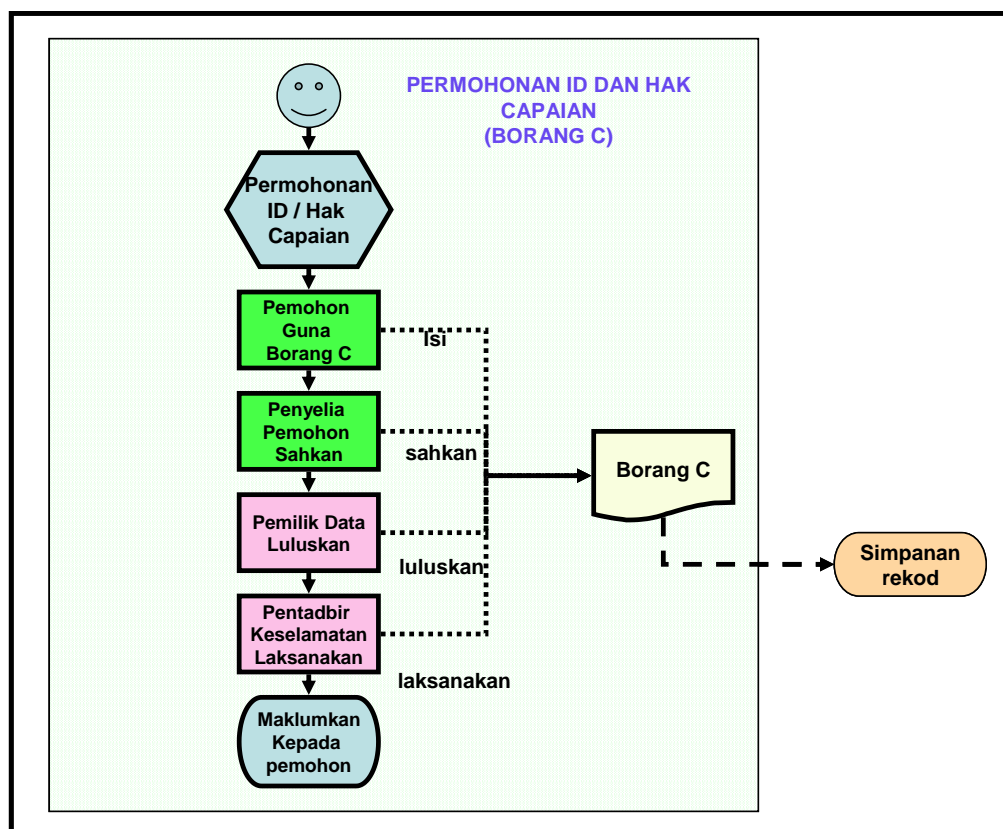 PERMOHONAN ID DAN HAK
CAPAIAN
(BORANG C)
Permohonan
ID / Hak
Capaian
Pemohon
Guna
Borang C
Isi
Penyelia
Pemohon
Sahkan
sahkan
Borang C
Pemilik Data
Luluskan
luluskan
Simpanan
rekod
Pentadbir
Keselamatan
Laksanakan
laksanakan
Maklumkan
Kepada
pemohon